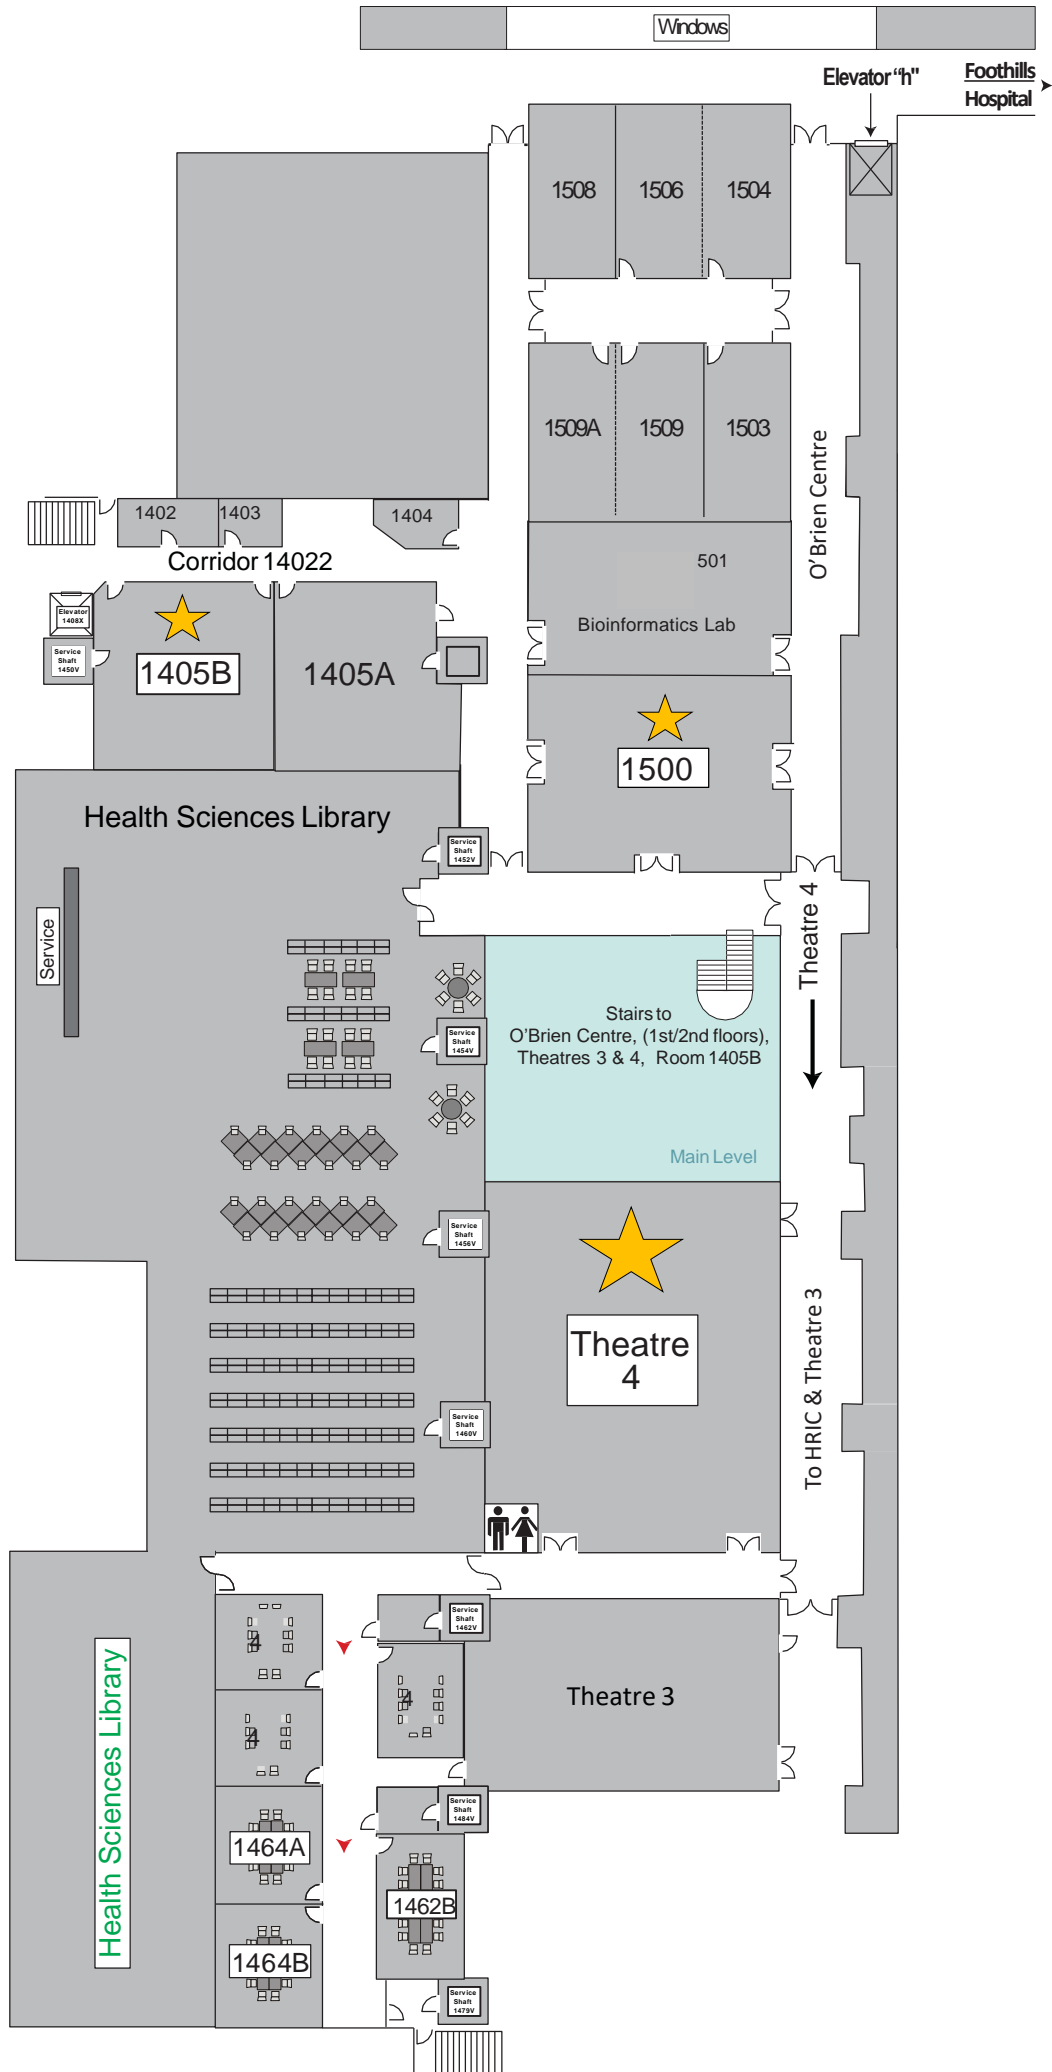 Windows
Elevator “h"
Foothills
Hospital
1508
1506
1504
1509A
1509
1503
O’Brien Centre
1402
1403
1404
Corridor 14022
501
Bioinformatics Lab
Elevator
1408X
Service
Shaft
1450V
1405B
1405A
1500
Health Sciences Library
Service
Shaft
1452V
Service
Theatre 4
Stairs to
O’Brien Centre, (1st/2nd floors),
Theatres 3 & 4, Room 1405B
Service
Shaft
1454V
Main Level
Service
Shaft
1456V
Theatre
4
To HRIC & Theatre 3
Service
Shaft
1460V
Service
Shaft
1462V
4
4
4
Theatre 3
Health Sciences Library
Service
Shaft
1484V
1464A
1462B
1464B
Service
Shaft
1479V